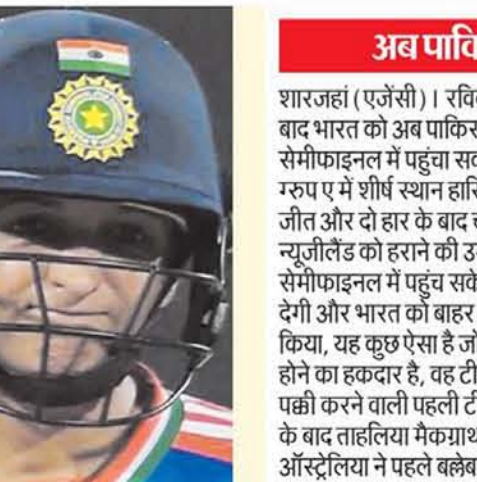 अब पाकि
शारजहां (एजेंसी)। रवि
बाद भारत को अब पाकिस
सेमीफाइनल में पहुंचा सक
ग्रुप ए में शीर्ष स्थान हासि
जीत और दो हार के बाद च
न्यूजीलैंड को हराने की उ
सेमीफाइनल में पहुंच सके
देगी और भारत को बाहर
किया, यह कुछ ऐसा है जो
होने का हकदार है, वह टी
पक्की करने वाली पहली टी
के बाद ताहलिया मैकग्राथ
ऑस्ट्रेलिया ने पहले बल्लेब